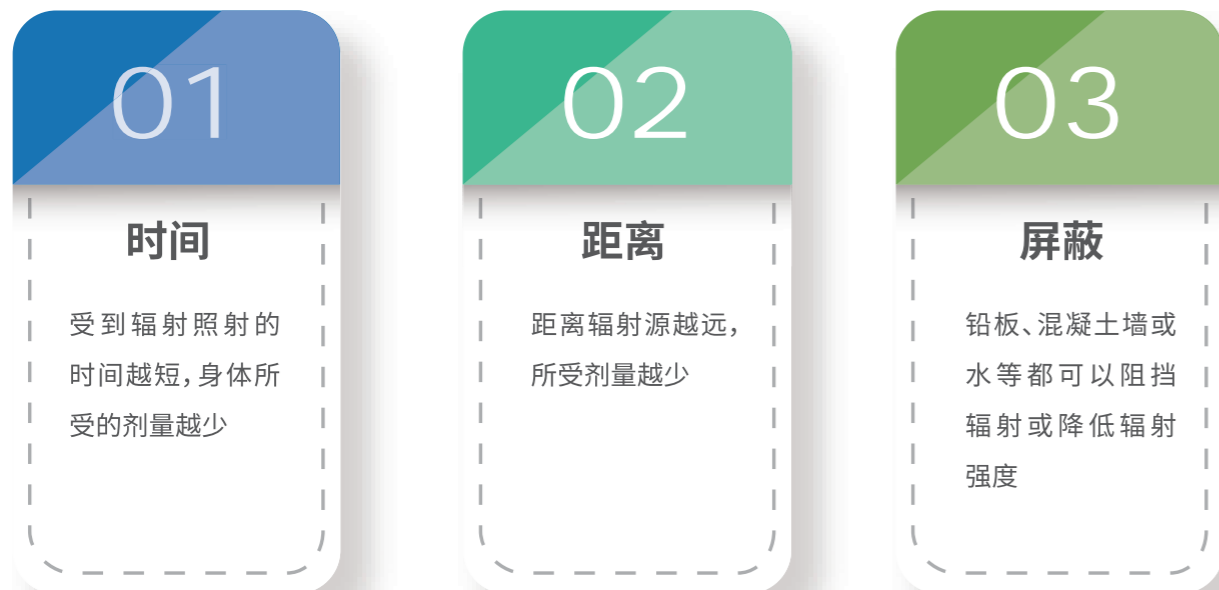 01
时间
受到辐射照射的
时间越短，身体所
受的剂量越少
02
距离
距离辐射源越远，
所受剂量越少
03
屏蔽
铅板、混凝土墙或
水等都可以阻挡
辐射或降低辐射
强度